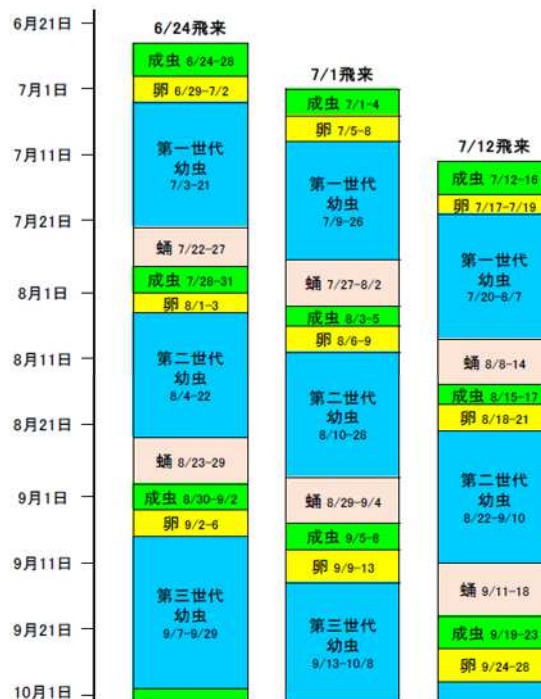 6月21日
7月1日
7月11日
7月21日
8月1日
8月11日
8月21日
9月1日
9月11日
9月21日
10月1日
6/24飛来
成虫 6/24-28
卵 6/29-7/2
第一世代
幼虫
7/3-21
蛹 7/22-27
成虫 7/28-31
卵 8/1-3
第二世代
幼虫
8/4-22
蛹 8/23-29
成虫 8/30-9/2
卵 9/2-6
第三世代
幼虫
9/7-9/29
7/1飛来
成虫 7/1-4
卵 7/5-8
第一世代
幼虫
7/9-26
蛹 7/27-8/2
成虫 8/3-5
卵 8/6-9
第二世代
幼虫
8/10-28
蛹 8/29-9/4
成虫 9/5-8
卵 9/9-13
第三世代
幼虫
9/13-10/8
7/12飛来
成虫 7/12-16
卵 7/17-7/19
第一世代
幼虫
7/20-8/7
蛹 8/8-14
成虫 8/15-17
卵 8/18-21
第二世代
幼虫
8/22-9/10
蛹 9/11-18
成虫 9/19-23
卵 9/24-28